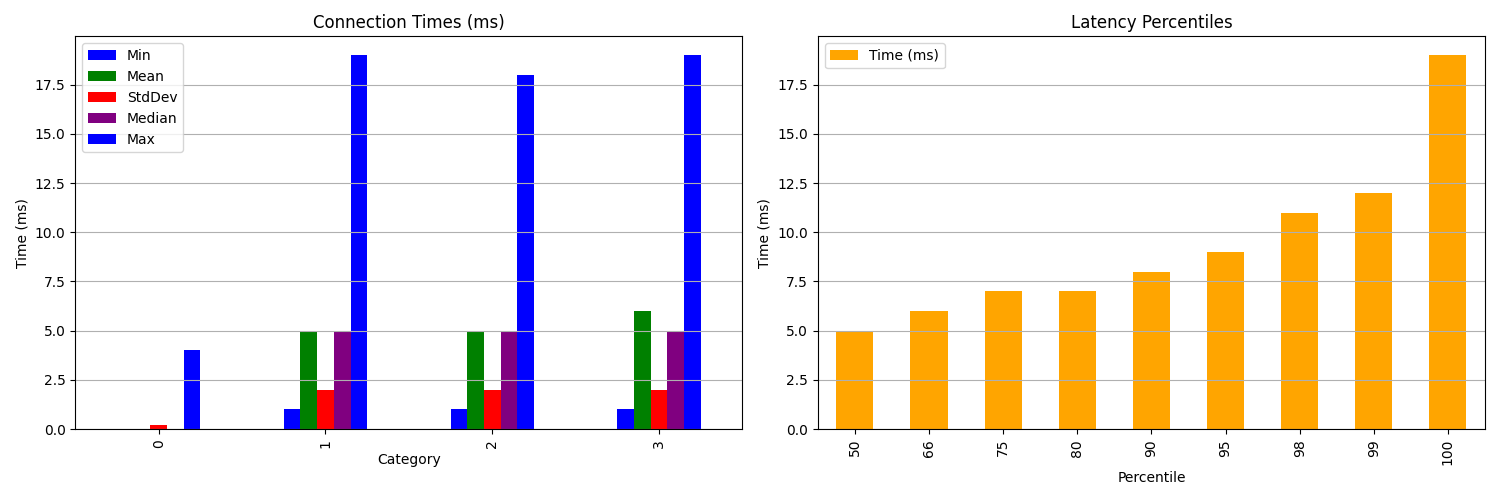 Connection Times (ms)
Min
Mean
StdDev
Median
Max
17.5
15.0
12.5
10.0
7.5
5.0
2.5
0.0
Time (ms)
0
1
2
3
Category
Latency Percentiles
Time (ms)
17.5
15.0
12.5
10.0
7.5
5.0
2.5
0.0
Time (ms)
50
66
75
80
90
95
98
99
100
Percentile